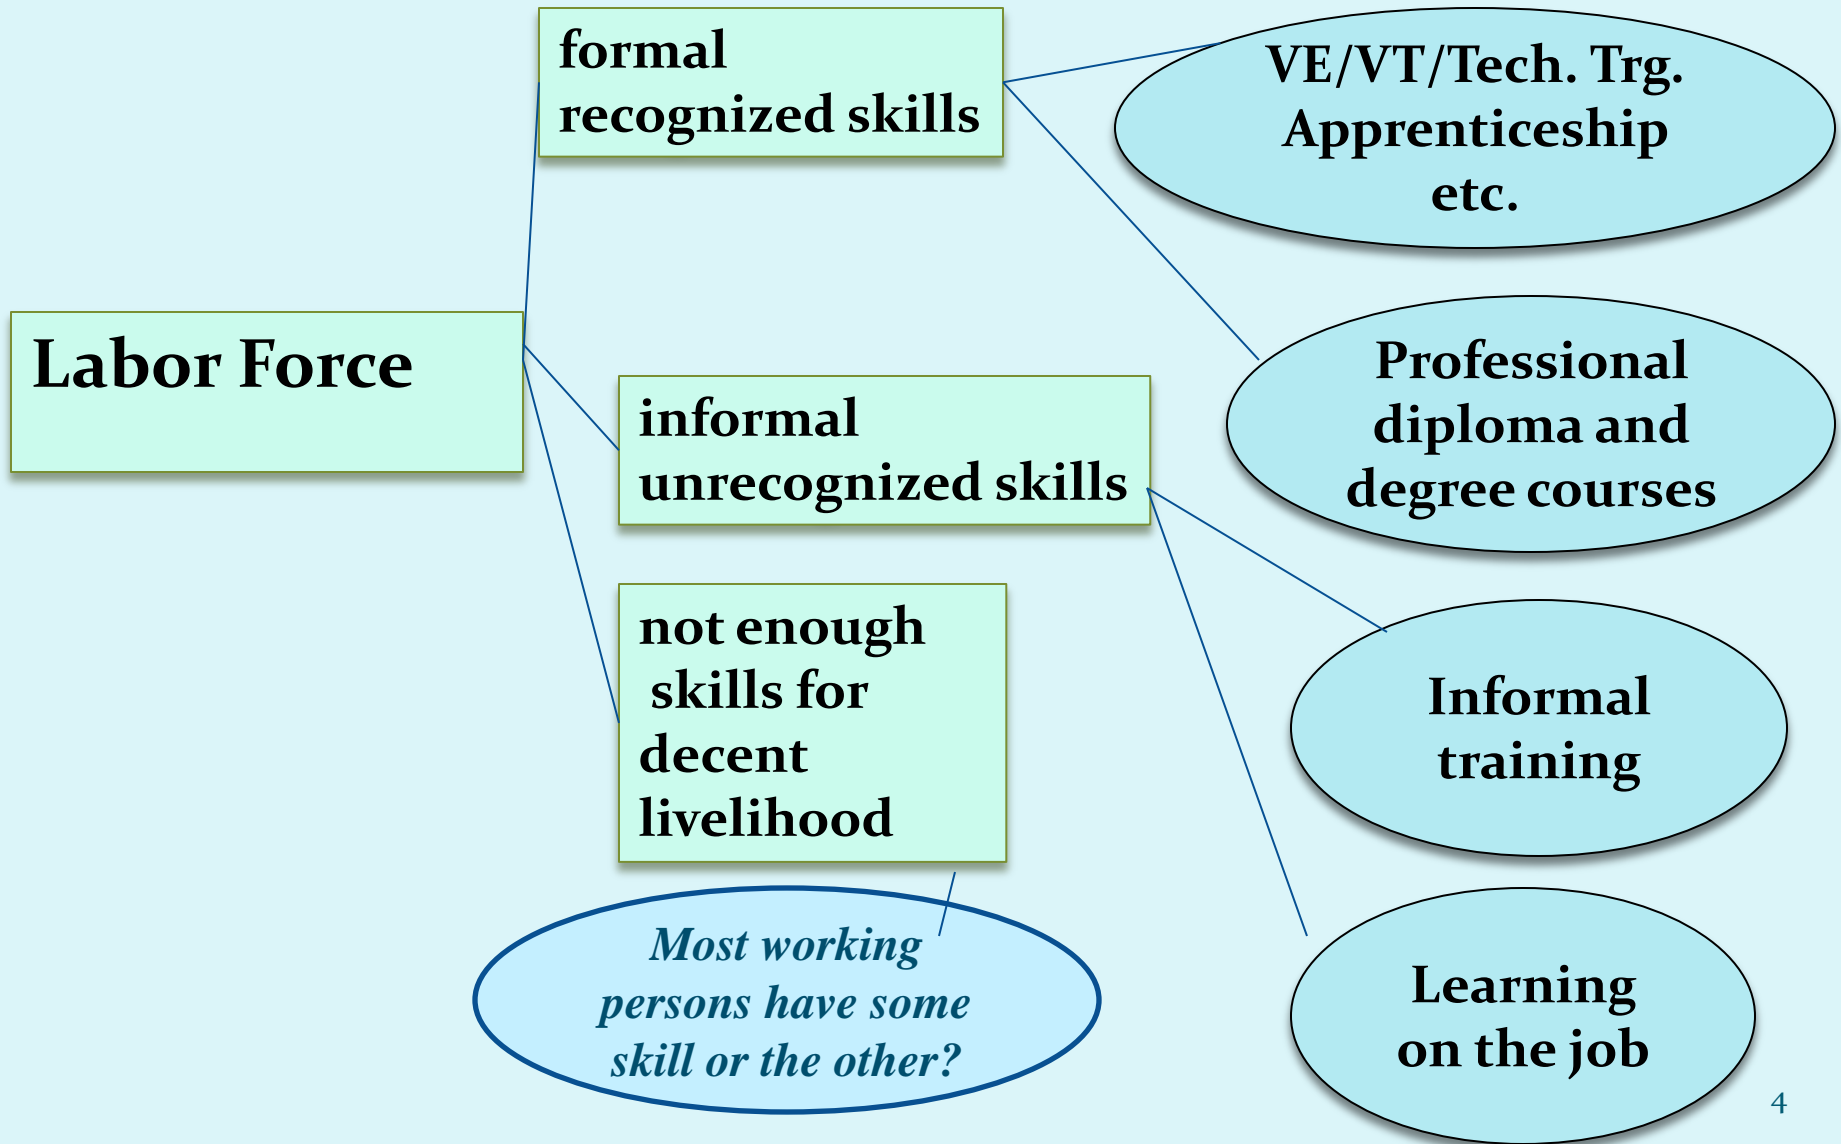 formal
recognized skills
VE/VT/Tech. Trg.
Apprenticeship
etc.
Labor Force
informal
unrecognized skills
Professional
diploma and
degree courses
not enough
skills for
decent
livelihood
Informal
training
Most working
persons have some
skill or the other?
Learning
on the job
4